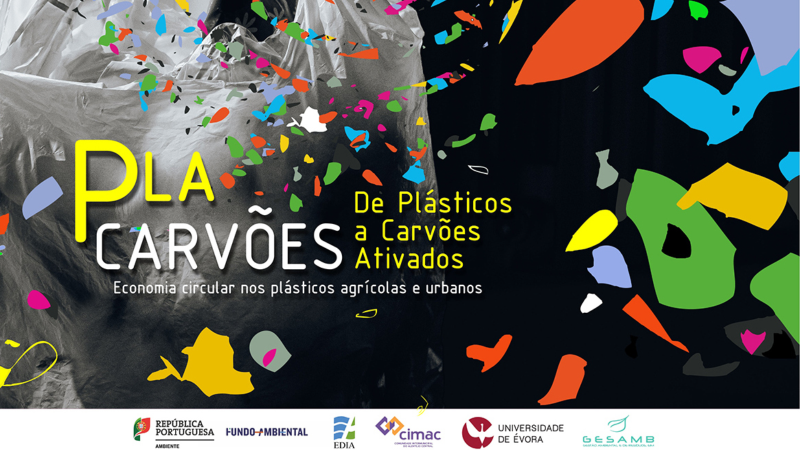 PLA
CARVÕES
De Plásticos
a Carvões
Ativados
Economia circular nos plásticos agrícolas e urbanos
REPÚBLICA
PORTUGUESA
AMBIENTE
FUNDO AMBIENTAL
EDIA
cimac
UNIVERSIDADE
DE ÉVORA
GESAMB